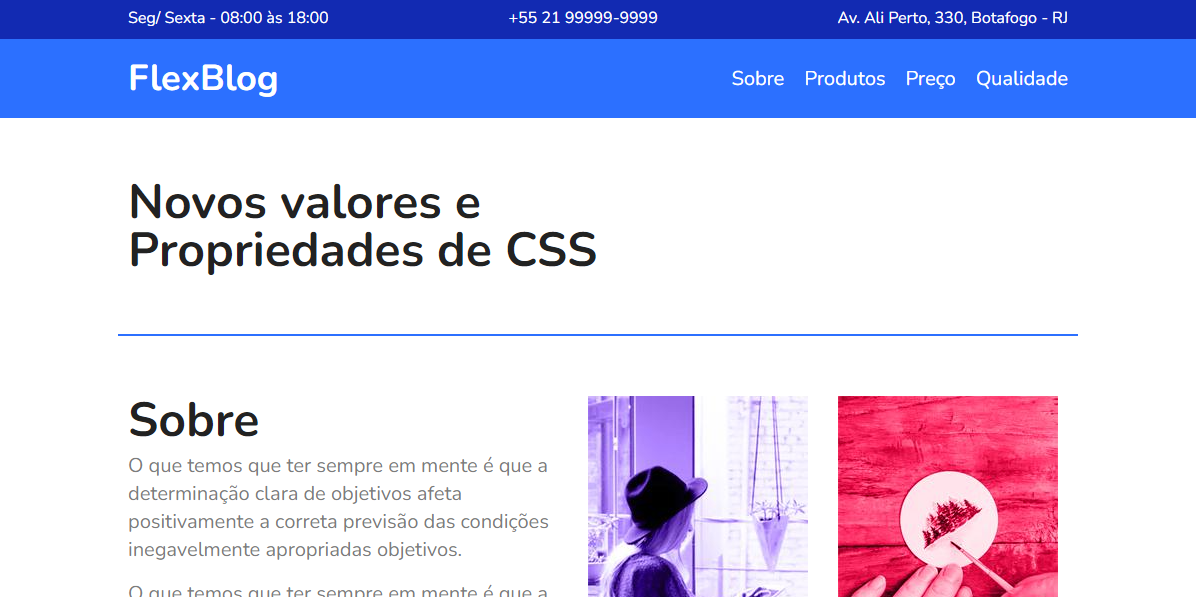 Seg/ Sexta - 08:00 às 18:00
+55 21 99999-9999
Av. Ali Perto, 330, Botafogo - RJ
FlexBlog
Sobre
Produtos
Preço
Qualidade
Novos valores e
Propriedades de CSS
Sobre
O que temos que ter sempre em mente é que a
determinação clara de objetivos afeta
positivamente a correta previsão das condições
inegavelmente apropriadas objetivos.
O que temos que ter sempre em mente é que a